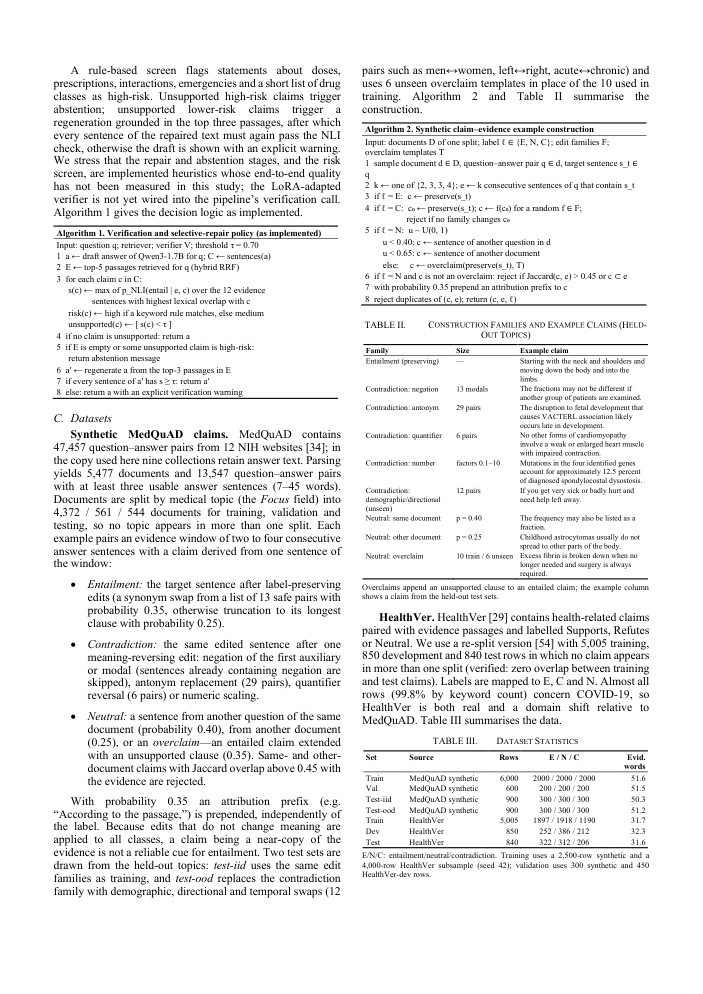 A rule-based screen flags statements about doses,
prescriptions, interactions, emergencies and a short list of drug
classes as high-risk. Unsupported high-risk claims trigger
abstention; unsupported lower-risk claims trigger a
regeneration grounded in the top three passages, after which
every sentence of the repaired text must again pass the NLI
check, otherwise the draft is shown with an explicit warning.
We stress that the repair and abstention stages, and the risk
screen, are implemented heuristics whose end-to-end quality
has not been measured in this study; the LoRA-adapted
verifier is not yet wired into the pipeline's verification call.
Algorithm 1 gives the decision logic as implemented.
Algorithm 1. Verification and selective-repair policy (as implemented)
Input: question q; retriever; verifier V; threshold τ = 0.70
1 a ← draft answer of Qwen3-1.7B for q; C ← sentences(a)
2 E ← top-5 passages retrieved for q (hybrid RRF)
3 for each claim c in C:
s(c) ← max of p_NLI(entail | e, c) over the 12 evidence
sentences with highest lexical overlap with c
risk(c) ← high if a keyword rule matches, else medium
unsupported(c) ← [ s(c) < τ ]
4 if no claim is unsupported: return a
5 if E is empty or some unsupported claim is high-risk:
return abstention message
6 a′ ← regenerate a from the top-3 passages in E
7 if every sentence of a′ has s ≥ τ: return a′
8 else: return a with an explicit verification warning
C. Datasets
Synthetic MedQuAD claims. MedQuAD contains
47,457 question–answer pairs from 12 NIH websites [34]; in
the copy used here nine collections retain answer text. Parsing
yields 5,477 documents and 13,547 question–answer pairs
with at least three usable answer sentences (7–45 words).
Documents are split by medical topic (the Focus field) into
4,372 / 561 / 544 documents for training, validation and
testing, so no topic appears in more than one split. Each
example pairs an evidence window of two to four consecutive
answer sentences with a claim derived from one sentence of
the window:
• Entailment: the target sentence after label-preserving
edits (a synonym swap from a list of 13 safe pairs with
probability 0.35, otherwise truncation to its longest
clause with probability 0.25).
• Contradiction: the same edited sentence after one
meaning-reversing edit: negation of the first auxiliary
or modal (sentences already containing negation are
skipped), antonym replacement (29 pairs), quantifier
reversal (6 pairs) or numeric scaling.
• Neutral: a sentence from another question of the same
document (probability 0.40), from another document
(0.25), or an overclaim—an entailed claim extended
with an unsupported clause (0.35). Same- and other-
document claims with Jaccard overlap above 0.45 with
the evidence are rejected.
With probability 0.35 an attribution prefix (e.g.
"According to the passage,") is prepended, independently of
the label. Because edits that do not change meaning are
applied to all classes, a claim being a near-copy of the
evidence is not a reliable cue for entailment. Two test sets are
drawn from the held-out topics: test-iid uses the same edit
families as training, and test-ood replaces the contradiction
family with demographic, directional and temporal swaps (12
pairs such as men↔women, left↔right, acute↔chronic) and
uses 6 unseen overclaim templates in place of the 10 used in
training. Algorithm 2 and Table II summarise the
construction.
Algorithm 2. Synthetic claim–evidence example construction
Input: documents D of one split; label ℓ ∈ {E, N, C}; edit families F;
overclaim templates T
1 sample document d ∈ D, question–answer pair q ∈ d, target sentence s_t ∈
q
2 k ← one of {2, 3, 3, 4}; e ← k consecutive sentences of q that contain s_t
3 if ℓ = E: c ← preserve(s_t)
4 if ℓ = C: c₀ ← preserve(s_t); c ← f(c₀) for a random f ∈ F;
reject if no family changes c₀
5 if ℓ = N: u ~ U(0, 1)
u < 0.40: c ← sentence of another question in d
u < 0.65: c ← sentence of another document
else: c ← overclaim(preserve(s_t), T)
6 if ℓ = N and c is not an overclaim: reject if Jaccard(c, e) > 0.45 or c ⊂ e
7 with probability 0.35 prepend an attribution prefix to c
8 reject duplicates of (c, e); return (c, e, ℓ)
TABLE II. CONSTRUCTION FAMILIES AND EXAMPLE CLAIMS (HELD-
OUT TOPICS)
Family Size Example claim
Entailment (preserving) — Starting with the neck and shoulders and
moving down the body and into the
limbs.
Contradiction: negation 13 modals The fractions may not be different if
another group of patients are examined.
Contradiction: antonym 29 pairs The disruption to fetal development that
causes VACTERL association likely
occurs late in development.
Contradiction: quantifier 6 pairs No other forms of cardiomyopathy
involve a weak or enlarged heart muscle
with impaired contraction.
Contradiction: number factors 0.1–10 Mutations in the four identified genes
account for approximately 12.5 percent
of diagnosed spondylocostal dysostosis.
Contradiction: 12 pairs If you get very sick or badly hurt and
demographic/directional need help left away.
(unseen)
Neutral: same document p = 0.40 The frequency may also be listed as a
fraction.
Neutral: other document p = 0.25 Childhood astrocytomas usually do not
spread to other parts of the body.
Neutral: overclaim 10 train / 6 unseen Excess fibrin is broken down when no
longer needed and surgery is always
required.
Overclaims append an unsupported clause to an entailed claim; the example column
shows a claim from the held-out test sets.
HealthVer. HealthVer [29] contains health-related claims
paired with evidence passages and labelled Supports, Refutes
or Neutral. We use a re-split version [54] with 5,005 training,
850 development and 840 test rows in which no claim appears
in more than one split (verified: zero overlap between training
and test claims). Labels are mapped to E, C and N. Almost all
rows (99.8% by keyword count) concern COVID-19, so
HealthVer is both real and a domain shift relative to
MedQuAD. Table III summarises the data.
TABLE III. DATASET STATISTICS
Set Source Rows E / N / C Evid.
words
Train MedQuAD synthetic 6,000 2000 / 2000 / 2000 51.6
Val MedQuAD synthetic 600 200 / 200 / 200 51.5
Test-iid MedQuAD synthetic 900 300 / 300 / 300 50.3
Test-ood MedQuAD synthetic 900 300 / 300 / 300 51.2
Train HealthVer 5,005 1897 / 1918 / 1190 31.7
Dev HealthVer 850 252 / 386 / 212 32.3
Test HealthVer 840 322 / 312 / 206 31.6
E/N/C: entailment/neutral/contradiction. Training uses a 2,500-row synthetic and a
4,000-row HealthVer subsample (seed 42); validation uses 300 synthetic and 450
HealthVer-dev rows.